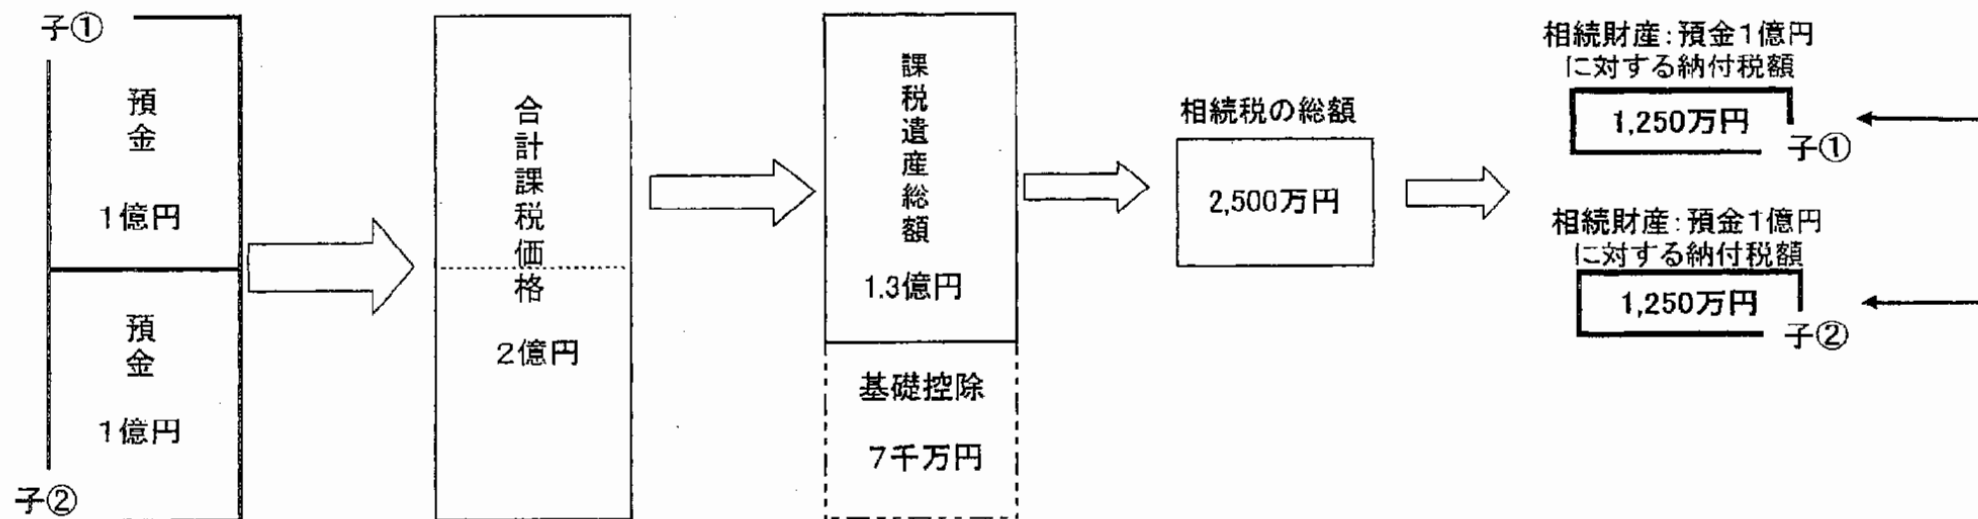 子①
預金
1億円
預金
1億円
子②
合計課税価格
2億円
課税遺産総額
1.3億円
基礎控除
7千万円
相続税の総額
2,500万円
相続財産:預金1億円
に対する納付税額
1,250万円
子①
相続財産:預金1億円
に対する納付税額
1,250万円
子②